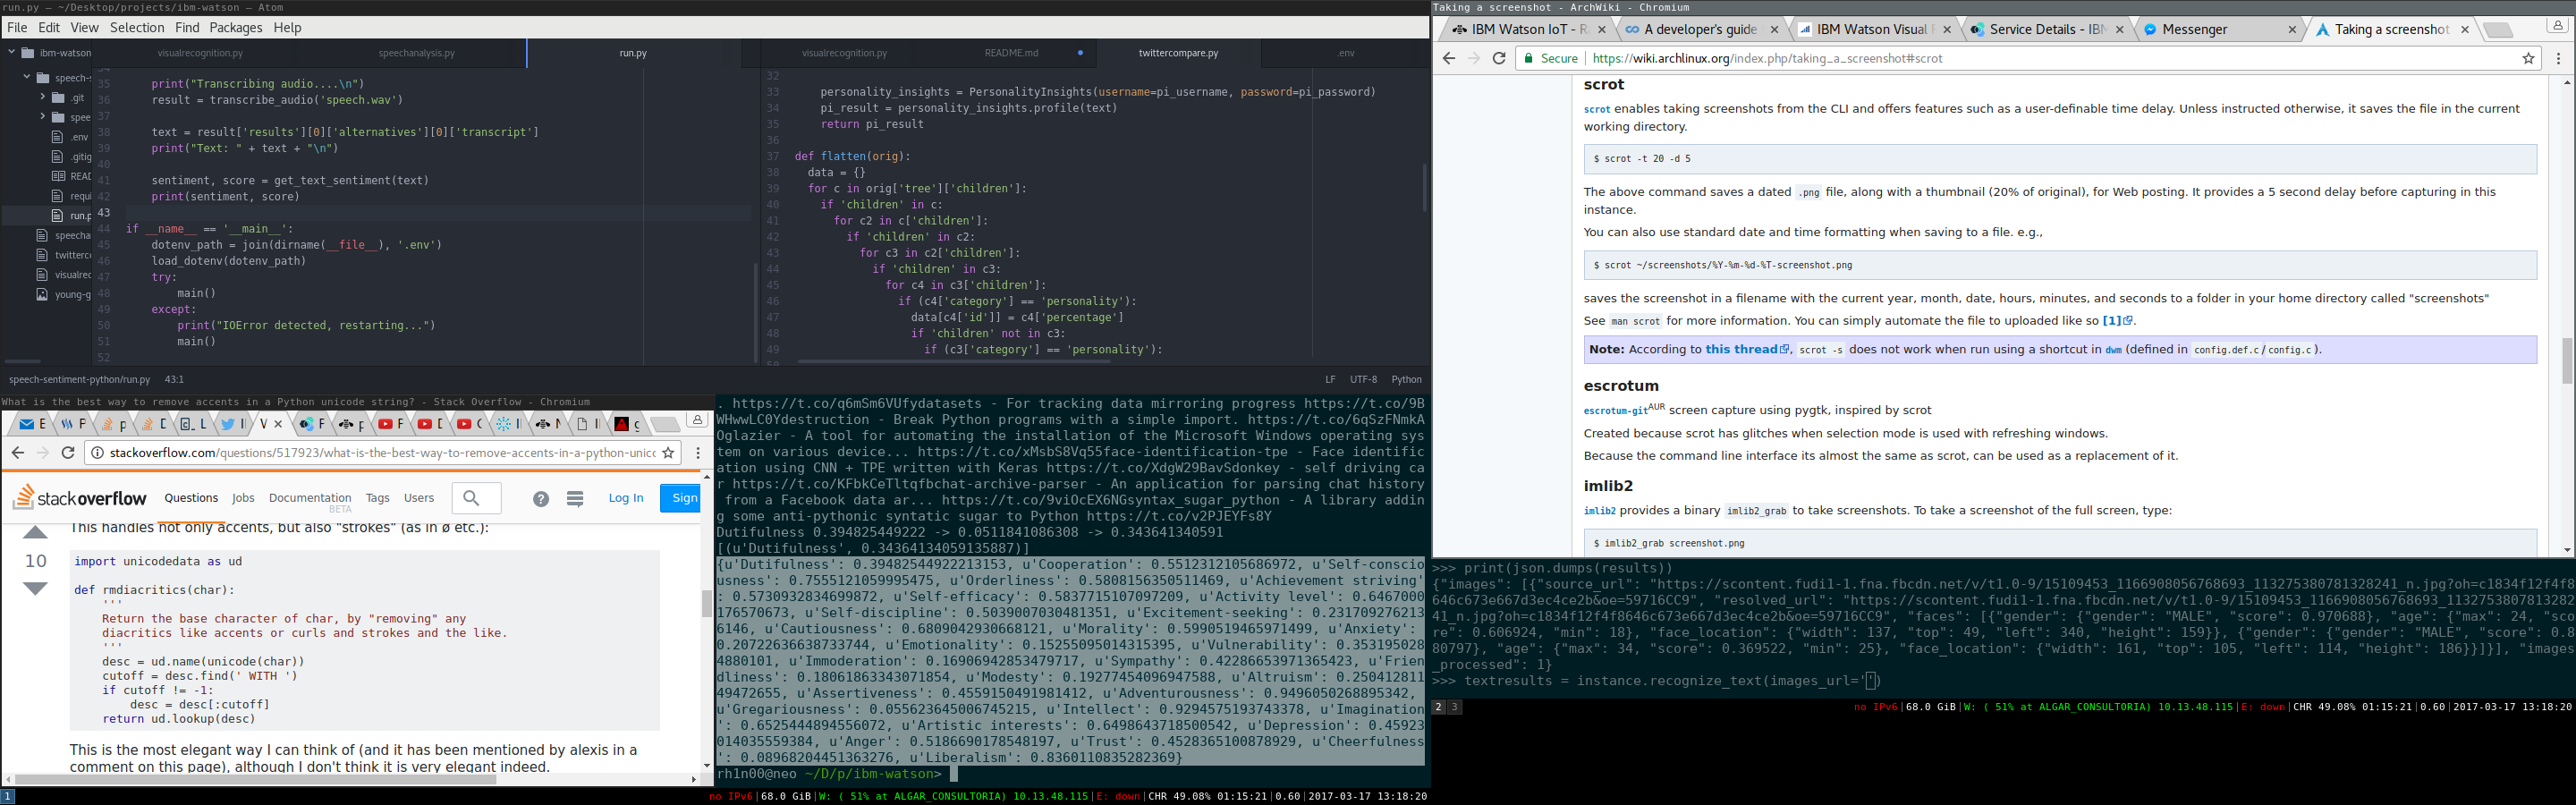 run.py — ~/Desktop/projects/ibm-watson — Atom
File Edit View Selection Find Packages Help
ibm-watson
speech-s
.git
spee
.env
.gitig
READ
requi
run.p
speecha
twitterc
visualrec
young-g
visualrecognition.py speechanalysis.py run.py
34
35 print("Transcribing audio....\n")
36 result = transcribe_audio('speech.wav')
37
38 text = result['results'][0]['alternatives'][0]['transcript']
39 print("Text: " + text + "\n")
40
41 sentiment, score = get_text_sentiment(text)
42 print(sentiment, score)
43
44 if __name__ == '__main__':
45 dotenv_path = join(dirname(__file__), '.env')
46 load_dotenv(dotenv_path)
47 try:
48 main()
49 except:
50 print("IOError detected, restarting...")
51 main()
52
visualrecognition.py README.md twittercompare.py .env
32
33 personality_insights = PersonalityInsights(username=pi_username, password=pi_password)
34 pi_result = personality_insights.profile(text)
35 return pi_result
36
37 def flatten(orig):
38 data = {}
39 for c in orig['tree']['children']:
40 if 'children' in c:
41 for c2 in c['children']:
42 if 'children' in c2:
43 for c3 in c2['children']:
44 if 'children' in c3:
45 for c4 in c3['children']:
46 if (c4['category'] == 'personality'):
47 data[c4['id']] = c4['percentage']
48 if 'children' not in c3:
49 if (c3['category'] == 'personality'):
speech-sentiment-python/run.py 43:1 LF UTF-8 Python
What is the best way to remove accents in a Python unicode string? - Stack Overflow - Chromium
stackoverflow.com/questions/517923/what-is-the-best-way-to-remove-accents-in-a-python-unico
stackoverflow Questions Jobs Documentation Tags Users Log In Sign
BETA
This handles not only accents, but also "strokes" (as in ø etc.):
10
import unicodedata as ud
def rmdiacritics(char):
'''
Return the base character of char, by "removing" any
diacritics like accents or curls and strokes and the like.
'''
desc = ud.name(unicode(char))
cutoff = desc.find(' WITH ')
if cutoff != -1:
desc = desc[:cutoff]
return ud.lookup(desc)
This is the most elegant way I can think of (and it has been mentioned by alexis in a
comment on this page), although I don't think it is very elegant indeed.
. https://t.co/q6mSm6VUfydatasets - For tracking data mirroring progress https://t.co/9B
WHwwLC0Ydestruction - Break Python programs with a simple import. https://t.co/6qSzFNmkA
Oglazier - A tool for automating the installation of the Microsoft Windows operating sys
tem on various device... https://t.co/xMsbS8Vq55face-identification-tpe - Face identific
ation using CNN + TPE written with Keras https://t.co/XdgW29BavSdonkey - self driving ca
r https://t.co/KFbkCeTltqfbchat-archive-parser - An application for parsing chat history
from a Facebook data ar... https://t.co/9viOcEX6NGsyntax_sugar_python - A library addin
g some anti-pythonic syntatic sugar to Python https://t.co/v2PJEYFs8Y
Dutifulness 0.394825449222 -> 0.0511841086308 -> 0.343641340591
[(u'Dutifulness', 0.34364134059135887)]
{u'Dutifulness': 0.39482544922213153, u'Cooperation': 0.5512312105686972, u'Self-conscio
usness': 0.7555121059995475, u'Orderliness': 0.5808156350511469, u'Achievement striving'
: 0.5730932834699872, u'Self-efficacy': 0.5837715107097209, u'Activity level': 0.6467000
176570673, u'Self-discipline': 0.5039007030481351, u'Excitement-seeking': 0.231709276213
6146, u'Cautiousness': 0.6809042930668121, u'Morality': 0.5990519465971499, u'Anxiety':
0.20722636638733744, u'Emotionality': 0.15255095014315395, u'Vulnerability': 0.353195028
4880101, u'Immoderation': 0.16906942853479717, u'Sympathy': 0.42286653971365423, u'Frien
dliness': 0.18061863343071854, u'Modesty': 0.19277454096947588, u'Altruism': 0.250412811
49472655, u'Assertiveness': 0.4559150491981412, u'Adventurousness': 0.9496050268895342,
u'Gregariousness': 0.055623645006745215, u'Intellect': 0.9294575193743378, u'Imagination
': 0.6525444894556072, u'Artistic interests': 0.6498643718500542, u'Depression': 0.45923
014035559384, u'Anger': 0.5186690178548197, u'Trust': 0.4528365100878929, u'Cheerfulness
': 0.08968204451363276, u'Liberalism': 0.8360110835282369}
rh1n00@neo ~/D/p/ibm-watson>
1 no IPv6|68.0 GiB|W: ( 51% at ALGAR_CONSULTORIA) 10.13.48.115|E: down|CHR 49.08% 01:15:21|0.60|2017-03-17 13:18:20
Taking a screenshot - ArchWiki - Chromium
IBM Watson IoT - R A developer's guide IBM Watson Visual Service Details - IB Messenger Taking a screenshot
Secure https://wiki.archlinux.org/index.php/taking_a_screenshot#scrot
scrot
scrot enables taking screenshots from the CLI and offers features such as a user-definable time delay. Unless instructed otherwise, it saves the file in the current
working directory.
$ scrot -t 20 -d 5
The above command saves a dated .png file, along with a thumbnail (20% of original), for Web posting. It provides a 5 second delay before capturing in this
instance.
You can also use standard date and time formatting when saving to a file. e.g.,
$ scrot ~/screenshots/%Y-%m-%d-%T-screenshot.png
saves the screenshot in a filename with the current year, month, date, hours, minutes, and seconds to a folder in your home directory called "screenshots"
See man scrot for more information. You can simply automate the file to uploaded like so [1].
Note: According to this thread, scrot -s does not work when run using a shortcut in dwm (defined in config.def.c/config.c).
escrotum
escrotum-gitAUR screen capture using pygtk, inspired by scrot
Created because scrot has glitches when selection mode is used with refreshing windows.
Because the command line interface its almost the same as scrot, can be used as a replacement of it.
imlib2
imlib2 provides a binary imlib2_grab to take screenshots. To take a screenshot of the full screen, type:
$ imlib2_grab screenshot.png
>>> print(json.dumps(results))
{"images": [{"source_url": "https://scontent.fudi1-1.fna.fbcdn.net/v/t1.0-9/15109453_1166908056768693_113275380781328241_n.jpg?oh=c1834f12f4f8
646c673e667d3ec4ce2b&oe=59716CC9", "resolved_url": "https://scontent.fudi1-1.fna.fbcdn.net/v/t1.0-9/15109453_1166908056768693_1132753807813282
41_n.jpg?oh=c1834f12f4f8646c673e667d3ec4ce2b&oe=59716CC9", "faces": [{"gender": {"gender": "MALE", "score": 0.970688}, "age": {"max": 24, "sco
re": 0.606924, "min": 18}, "face_location": {"width": 137, "top": 49, "left": 340, "height": 159}}, {"gender": {"gender": "MALE", "score": 0.8
80797}, "age": {"max": 34, "score": 0.369522, "min": 25}, "face_location": {"width": 161, "top": 105, "left": 114, "height": 186}}]}], "images
_processed": 1}
>>> textresults = instance.recognize_text(images_url='')
2 3 no IPv6|68.0 GiB|W: ( 51% at ALGAR_CONSULTORIA) 10.13.48.115|E: down|CHR 49.08% 01:15:21|0.60|2017-03-17 13:18:20